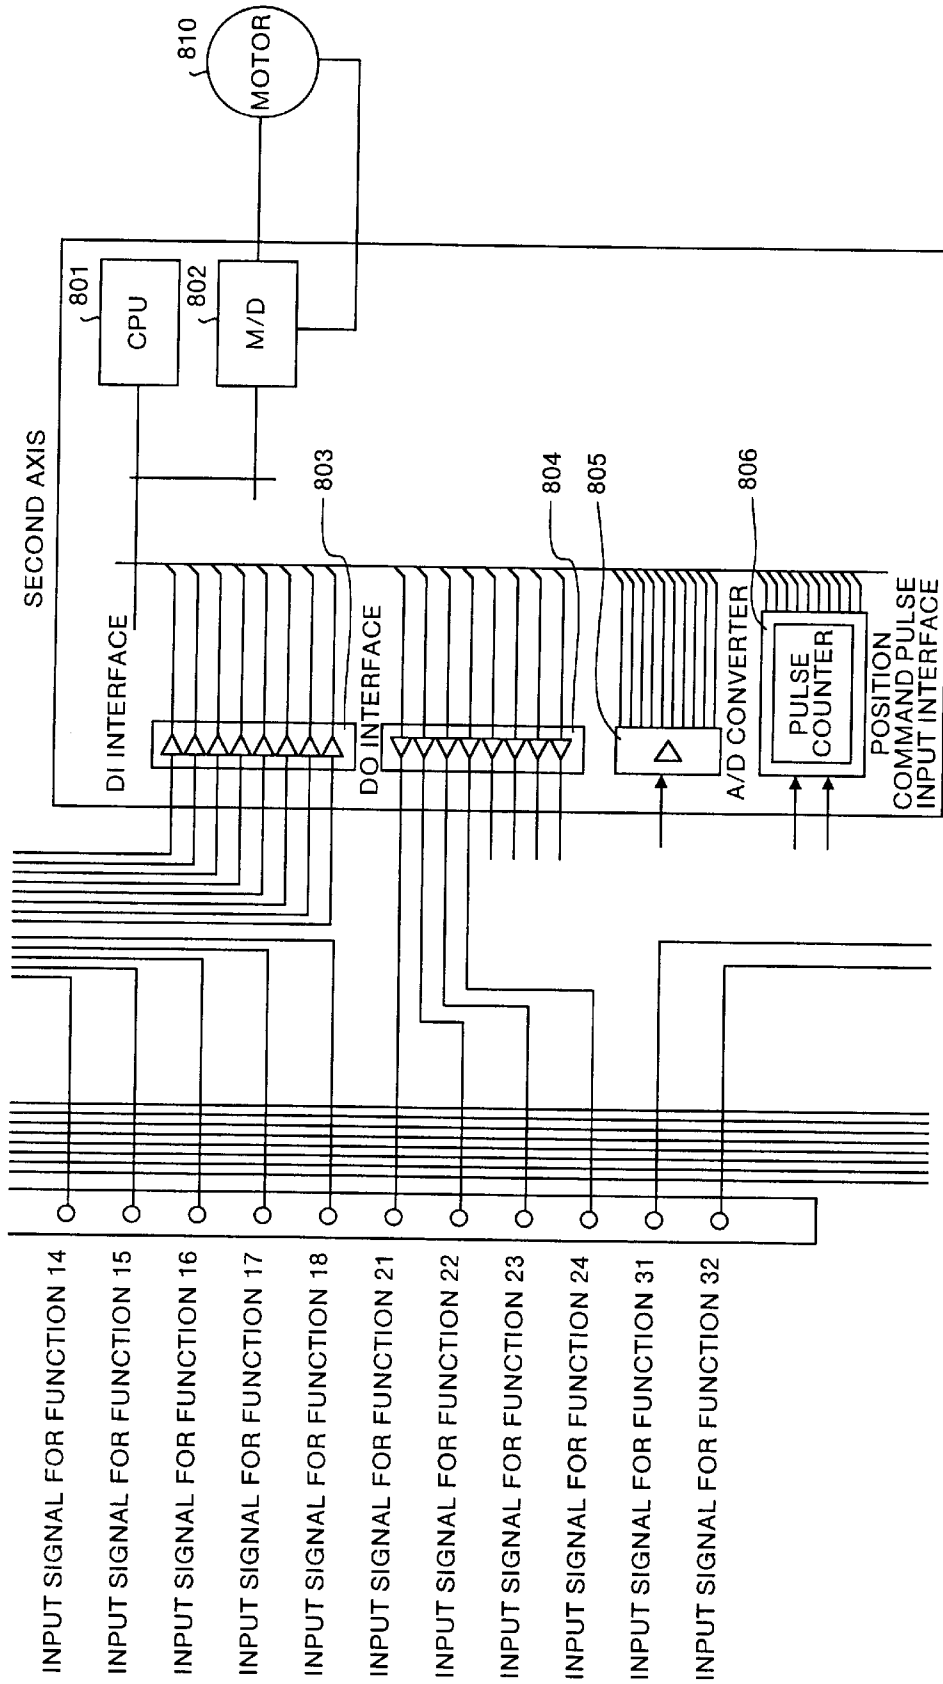 SECOND AXIS
801
CPU
802
M/D
810
MOTOR
DI INTERFACE
803
DO INTERFACE
804
805
A/D CONVERTER
806
PULSE
COUNTER
POSITION
COMMAND PULSE
INPUT INTERFACE
INPUT SIGNAL FOR FUNCTION 14
INPUT SIGNAL FOR FUNCTION 15
INPUT SIGNAL FOR FUNCTION 16
INPUT SIGNAL FOR FUNCTION 17
INPUT SIGNAL FOR FUNCTION 18
INPUT SIGNAL FOR FUNCTION 21
INPUT SIGNAL FOR FUNCTION 22
INPUT SIGNAL FOR FUNCTION 23
INPUT SIGNAL FOR FUNCTION 24
INPUT SIGNAL FOR FUNCTION 31
INPUT SIGNAL FOR FUNCTION 32